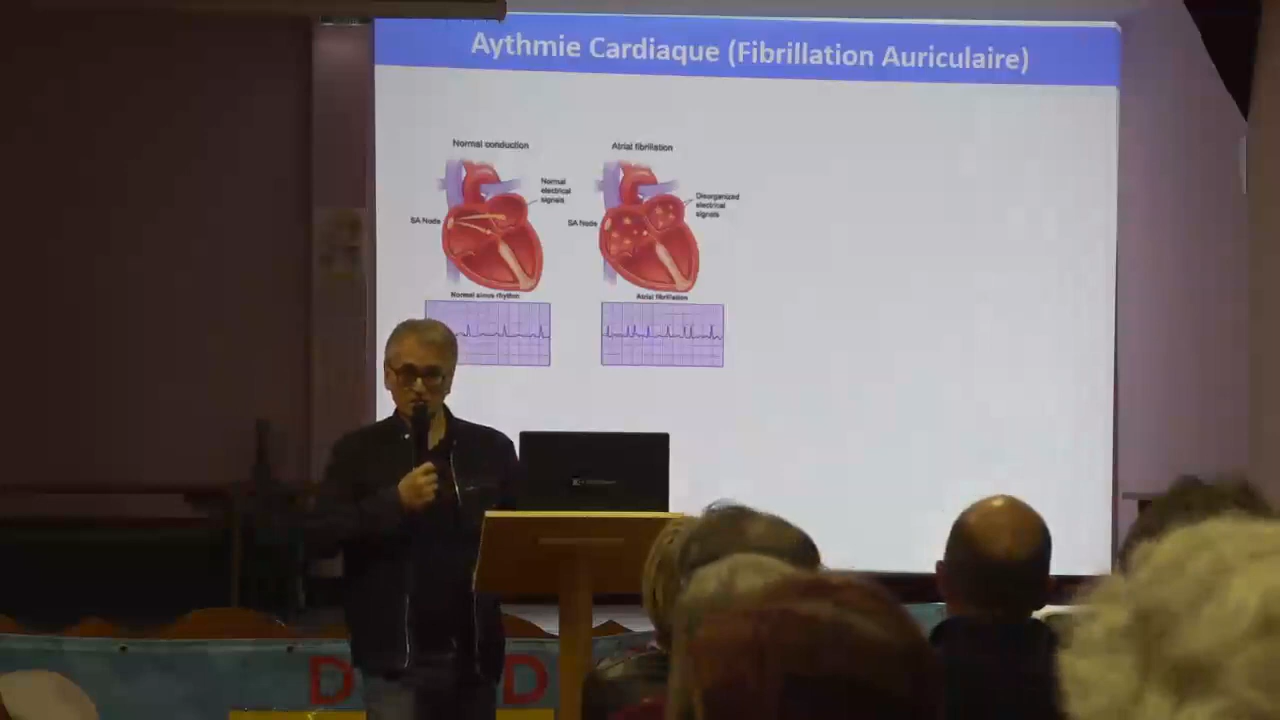 Aythmie Cardiaque (Fibrillation Auriculaire)
Normal conduction
Atrial fibrillation
Normal
electrical
signals
SA Node
Disorganized
electrical
signals
SA Node
Normal sinus rhythm
Atrial fibrillation
D
D